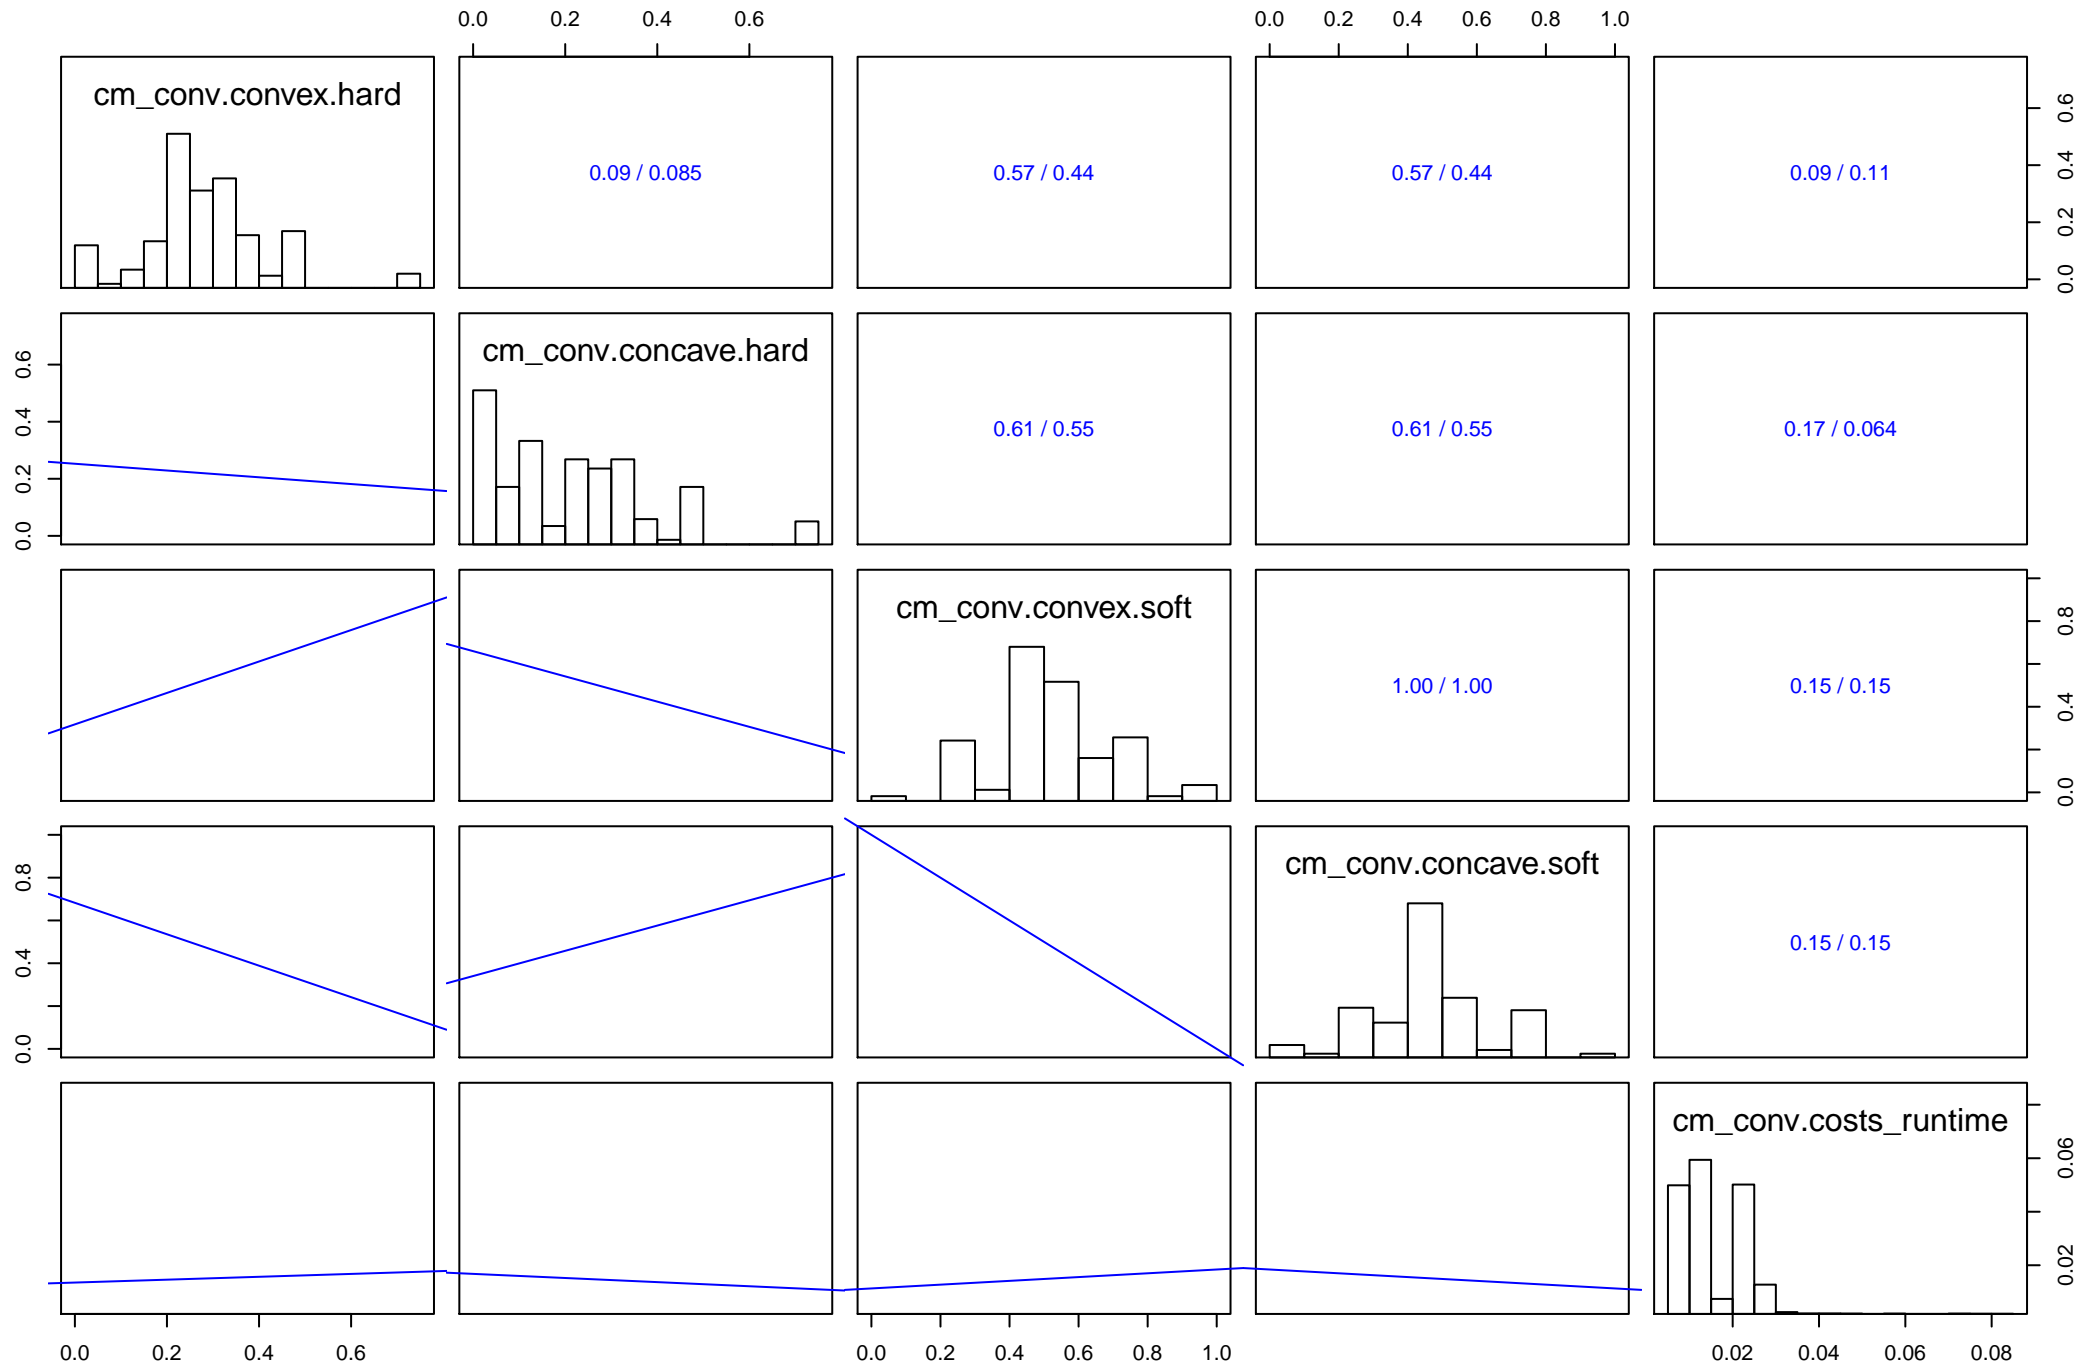 0.0 0.2 0.4 0.6
0.0 0.2 0.4 0.6 0.8 1.0
cm_conv.convex.hard
0.09 / 0.085
0.57 / 0.44
0.57 / 0.44
0.09 / 0.11
0.0 0.2 0.4 0.6
0.0 0.2 0.4 0.6
cm_conv.concave.hard
0.61 / 0.55
0.61 / 0.55
0.17 / 0.064
cm_conv.convex.soft
1.00 / 1.00
0.15 / 0.15
0.0 0.4 0.8
0.0 0.4 0.8
cm_conv.concave.soft
0.15 / 0.15
cm_conv.costs_runtime
0.02 0.06
0.0 0.2 0.4 0.6
0.0 0.2 0.4 0.6 0.8 1.0
0.02 0.04 0.06 0.08